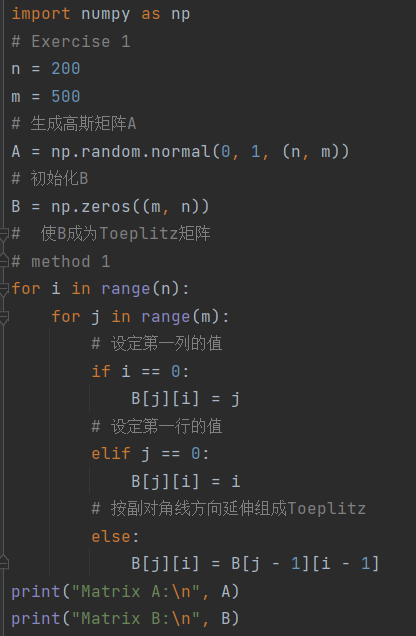 import numpy as np
# Exercise 1
n = 200
m = 500
# 生成高斯矩阵A
A = np.random.normal(0, 1, (n, m))
# 初始化B
B = np.zeros((m, n))
#  使B成为Toeplitz矩阵
# method 1
for i in range(n):
    for j in range(m):
        # 设定第一列的值
        if i == 0:
            B[j][i] = j
        # 设定第一行的值
        elif j == 0:
            B[j][i] = i
        # 按副对角线方向延伸组成Toeplitz
        else:
            B[j][i] = B[j - 1][i - 1]
print("Matrix A:\n", A)
print("Matrix B:\n", B)